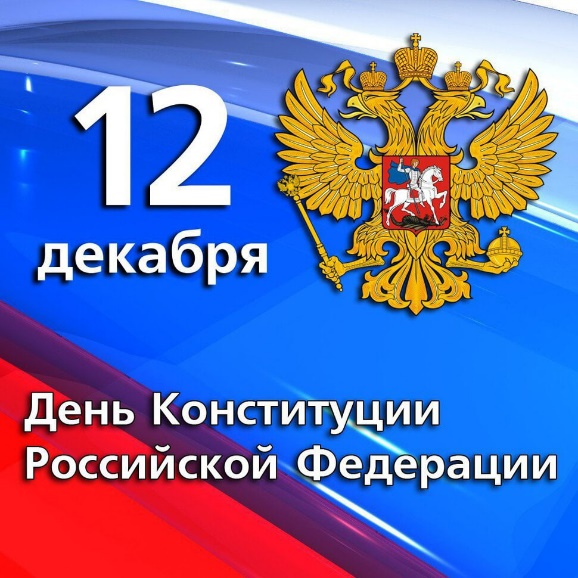 12
декабря
День Конституции
Российской Федерации